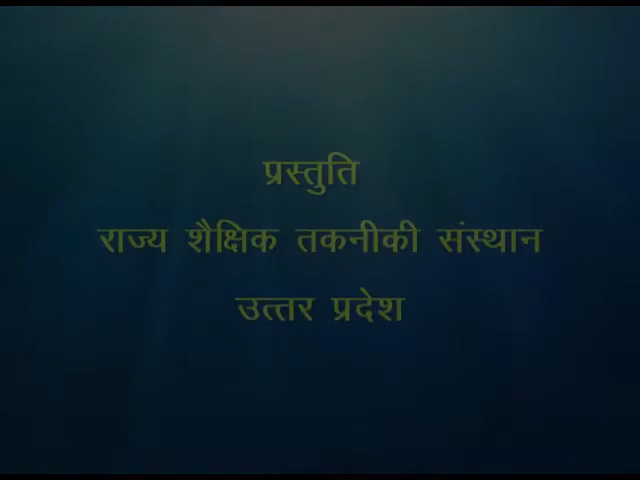 प्रस्तुति
राज्य शैक्षिक तकनीकी संस्थान
उत्तर प्रदेश